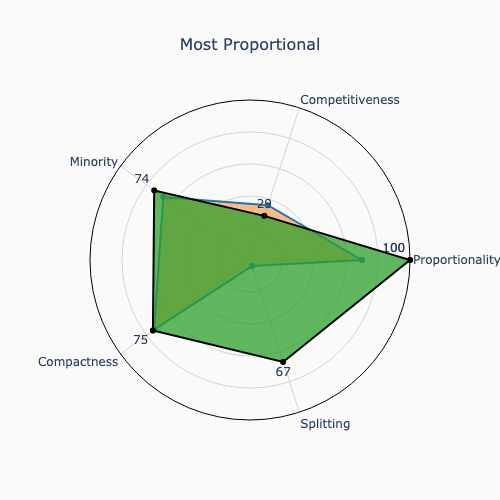 Most Proportional
Competitiveness
Minority
74
29
100
Proportionality
75
Compactness
67
Splitting